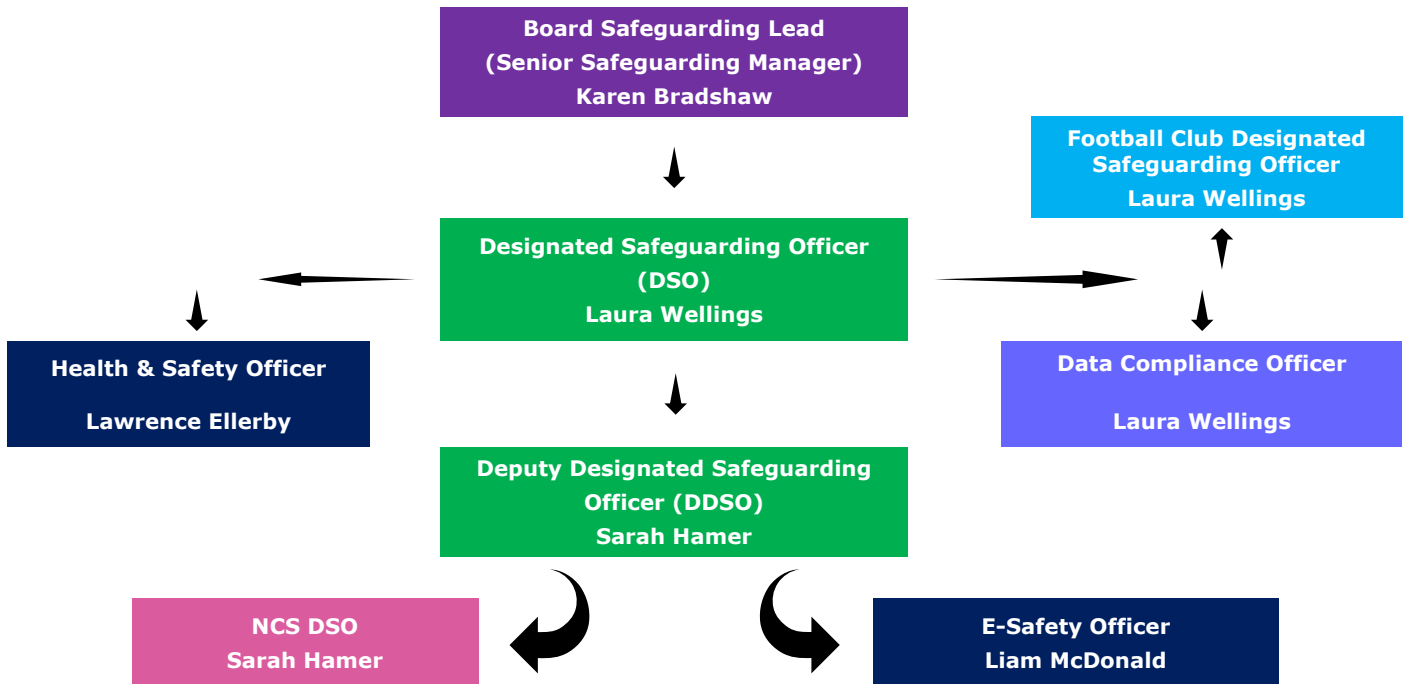 Board Safeguarding Lead
(Senior Safeguarding Manager)
Karen Bradshaw
Football Club Designated
Safeguarding Officer
Laura Wellings
Designated Safeguarding Officer
(DSO)
Laura Wellings
Health & Safety Officer
Lawrence Ellerby
Data Compliance Officer
Laura Wellings
Deputy Designated Safeguarding
Officer (DDSO)
Sarah Hamer
NCS DSO
Sarah Hamer
E-Safety Officer
Liam McDonald